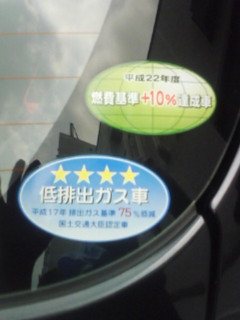 平成22年度
燃費基準+10%達成車
低排出ガス車
平成17年 排出ガス基準 75%低減
国土交通大臣認定車